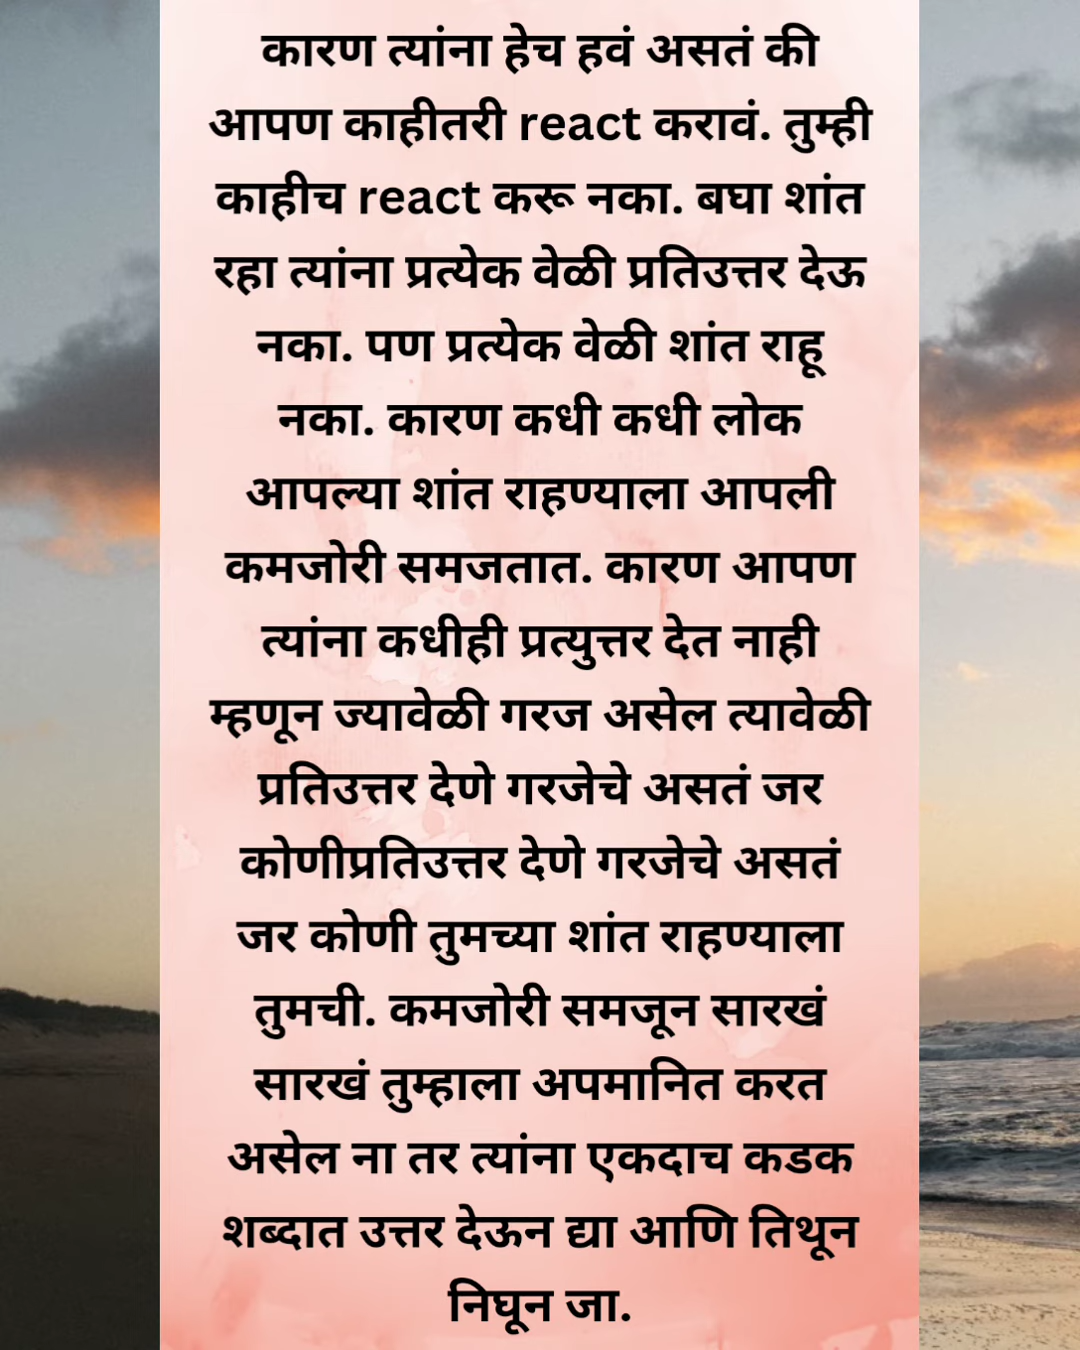 कारण त्यांना हेच हवं असतं की
आपण काहीतरी react करावं. तुम्ही
काहीच react करू नका. बघा शांत
रहा त्यांना प्रत्येक वेळी प्रतिउत्तर देऊ
नका. पण प्रत्येक वेळी शांत राहू
नका. कारण कधी कधी लोक
आपल्या शांत राहण्याला आपली
कमजोरी समजतात. कारण आपण
त्यांना कधीही प्रत्युत्तर देत नाही
म्हणून ज्यावेळी गरज असेल त्यावेळी
प्रतिउत्तर देणे गरजेचे असतं जर
कोणीप्रतिउत्तर देणे गरजेचे असतं
जर कोणी तुमच्या शांत राहण्याला
तुमची. कमजोरी समजून सारखं
सारखं तुम्हाला अपमानित करत
असेल ना तर त्यांना एकदाच कडक
शब्दात उत्तर देऊन द्या आणि तिथून
निघून जा.